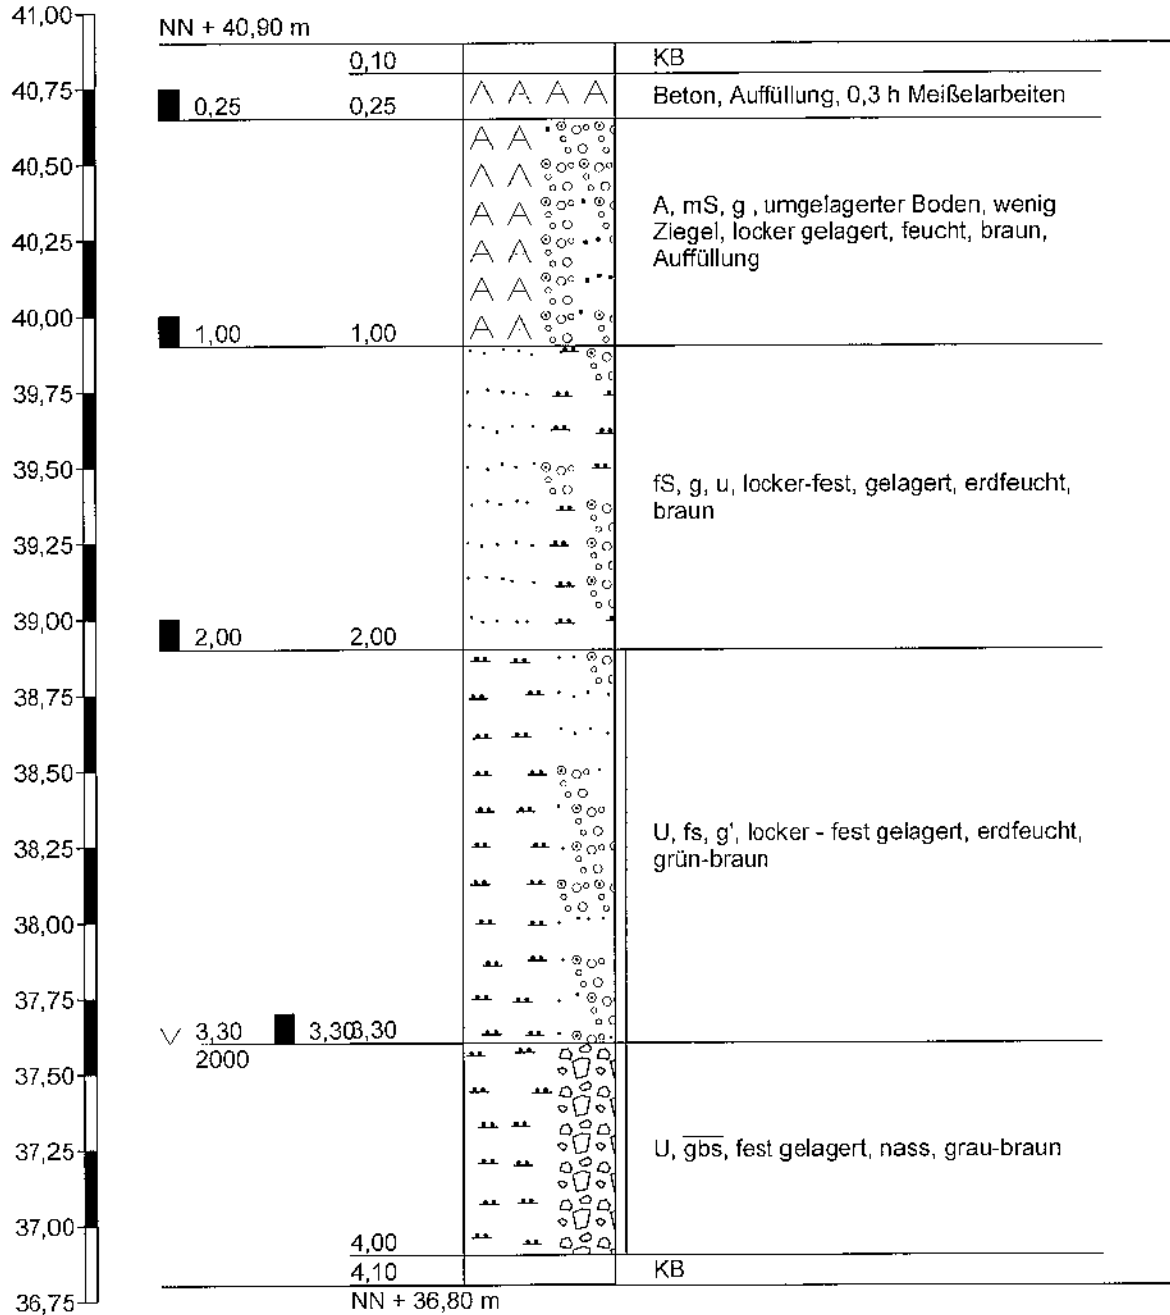 41,00
NN + 40,90 m
0,10
KB
40,75
0,25
0,25
Beton, Auffüllung, 0,3 h Meißelarbeiten
A A A A
A A
40,50
A A
A A
40,25
A A
A A
40,00
A A
A, mS, g , umgelagerter Boden, wenig
Ziegel, locker gelagert, feucht, braun,
Auffüllung
1,00
1,00
39,75
39,50
39,25
39,00
fS, g, u, locker-fest, gelagert, erdfeucht,
braun
2,00
2,00
38,75
38,50
38,25
38,00
37,75
U, fs, g', locker - fest gelagert, erdfeucht,
grün-braun
3,30
3,30
3,30
2000
37,50
37,25
37,00
U, gbs, fest gelagert, nass, grau-braun
4,00
4,10
KB
36,75
NN + 36,80 m